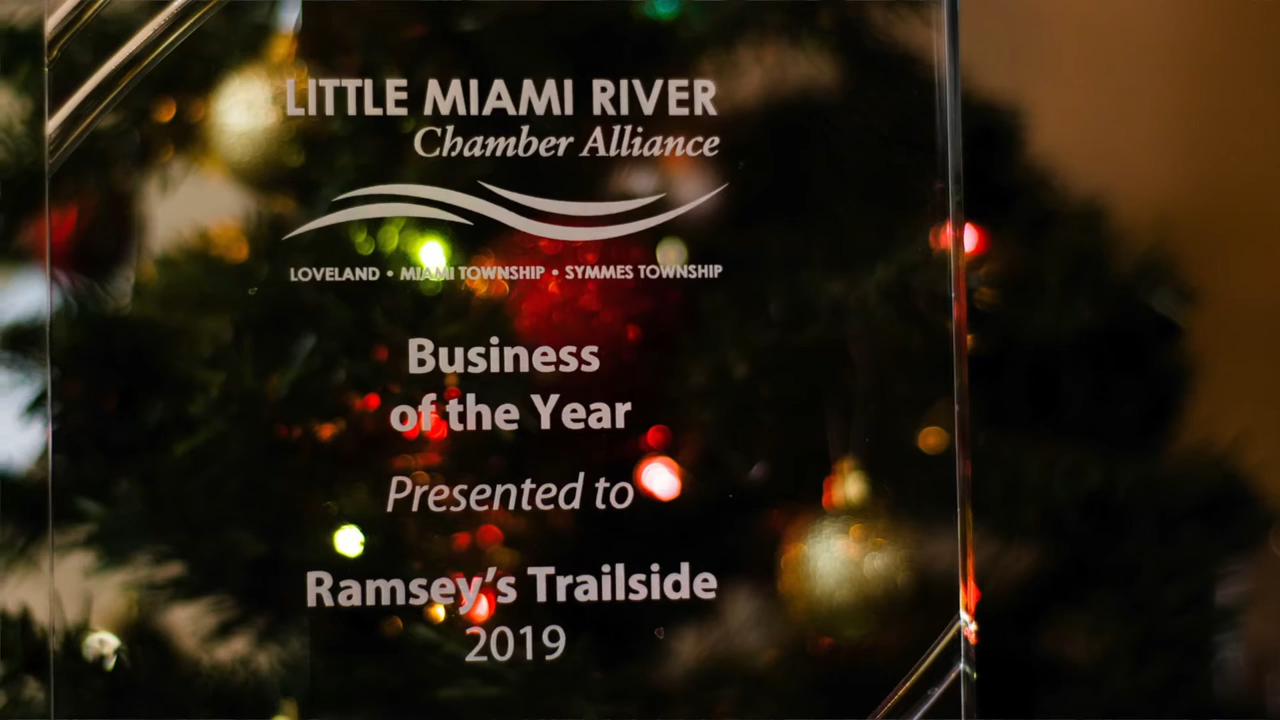 LITTLE MIAMI RIVER
Chamber Alliance
LOVELAND • MIAMI TOWNSHIP • SYMMES TOWNSHIP
Business
of the Year
Presented to
Ramsey’s Trailside
2019